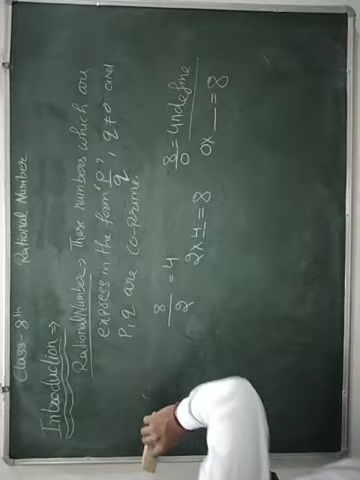 Class - 8th Rational Number
Introduction →
Rational Number → Those numbers which are
express in the form 'p/q', q ≠ 0 and
P, q are co-prime.
8/2 = 4 8/0 = undefine
2 x 4 = 8 0 x __ = 8